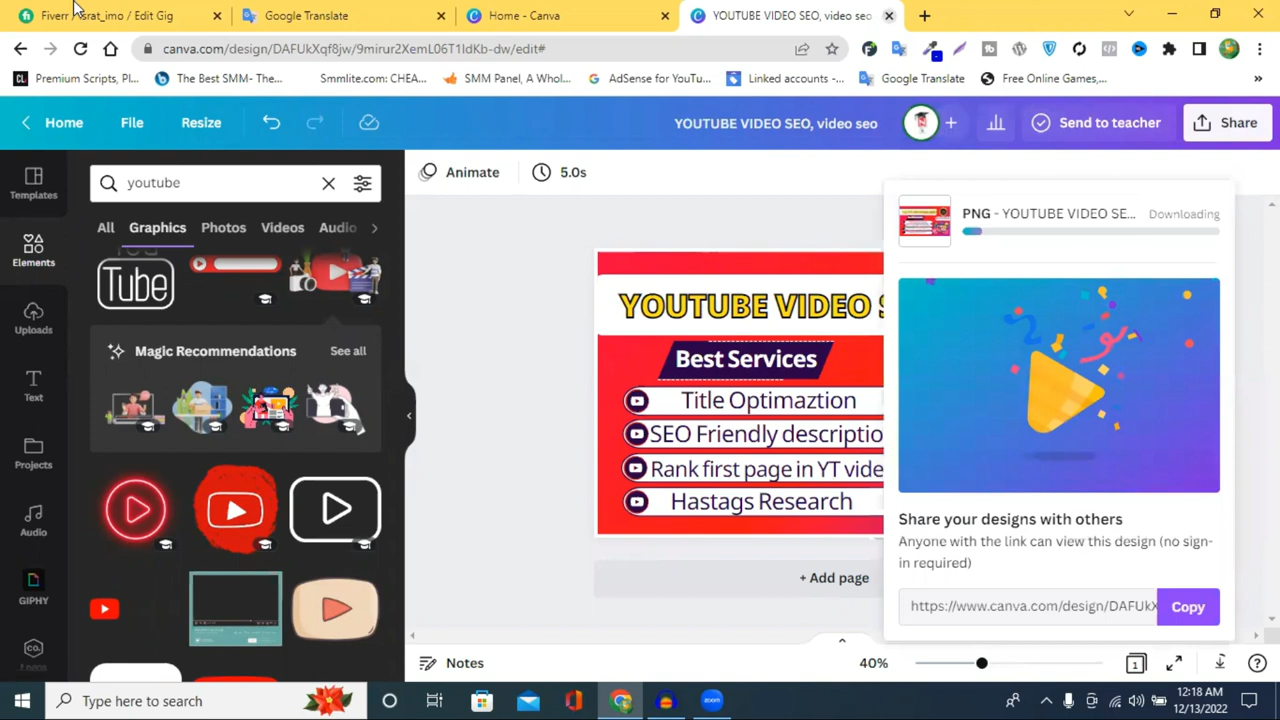 Fiverr / Israt_imo / Edit Gig
Google Translate
Home - Canva
YOUTUBE VIDEO SEO, video seo
canva.com/design/DAFUkXqf8jw/9mirur2XemL06T1IdKb-dw/edit#
Premium Scripts, Pl...
The Best SMM- The...
Smmlite.com: CHEA...
SMM Panel, A Whol...
AdSense for YouTu...
Linked accounts -...
Google Translate
Free Online Games,...
Home
File
Resize
YOUTUBE VIDEO SEO, video seo
Send to teacher
Share
Templates
Elements
Uploads
Text
Projects
Audio
GIPHY
youtube
All
Graphics
Photos
Videos
Audio
Tube
Magic Recommendations
See all
Animate
5.0s
YOUTUBE VIDEO S
Best Services
Title Optimaztion
SEO Friendly descriptio
Rank first page in YT vide
Hastags Research
+ Add page
PNG - YOUTUBE VIDEO SE...
Downloading
Share your designs with others
Anyone with the link can view this design (no sign-
in required)
https://www.canva.com/design/DAFUkX
Copy
Notes
40%
1
Type here to search
zoom
12:18 AM
12/13/2022